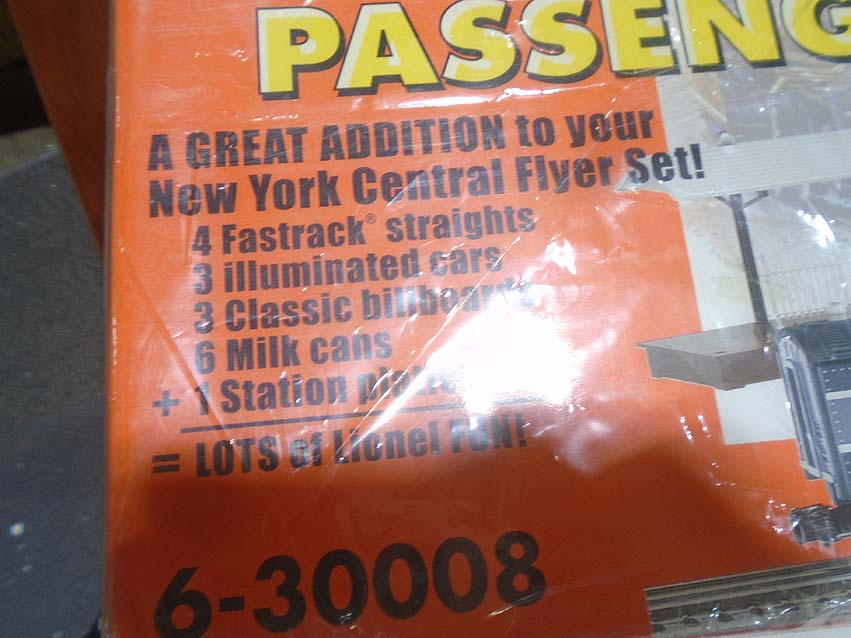 PASSENG
A GREAT ADDITION to your
New York Central Flyer Set!
4 Fastrack® straights
3 illuminated cars
3 Classic billboards
6 Milk cans
+ 1 Station
= LOTS of Lionel FUN!
6-30008